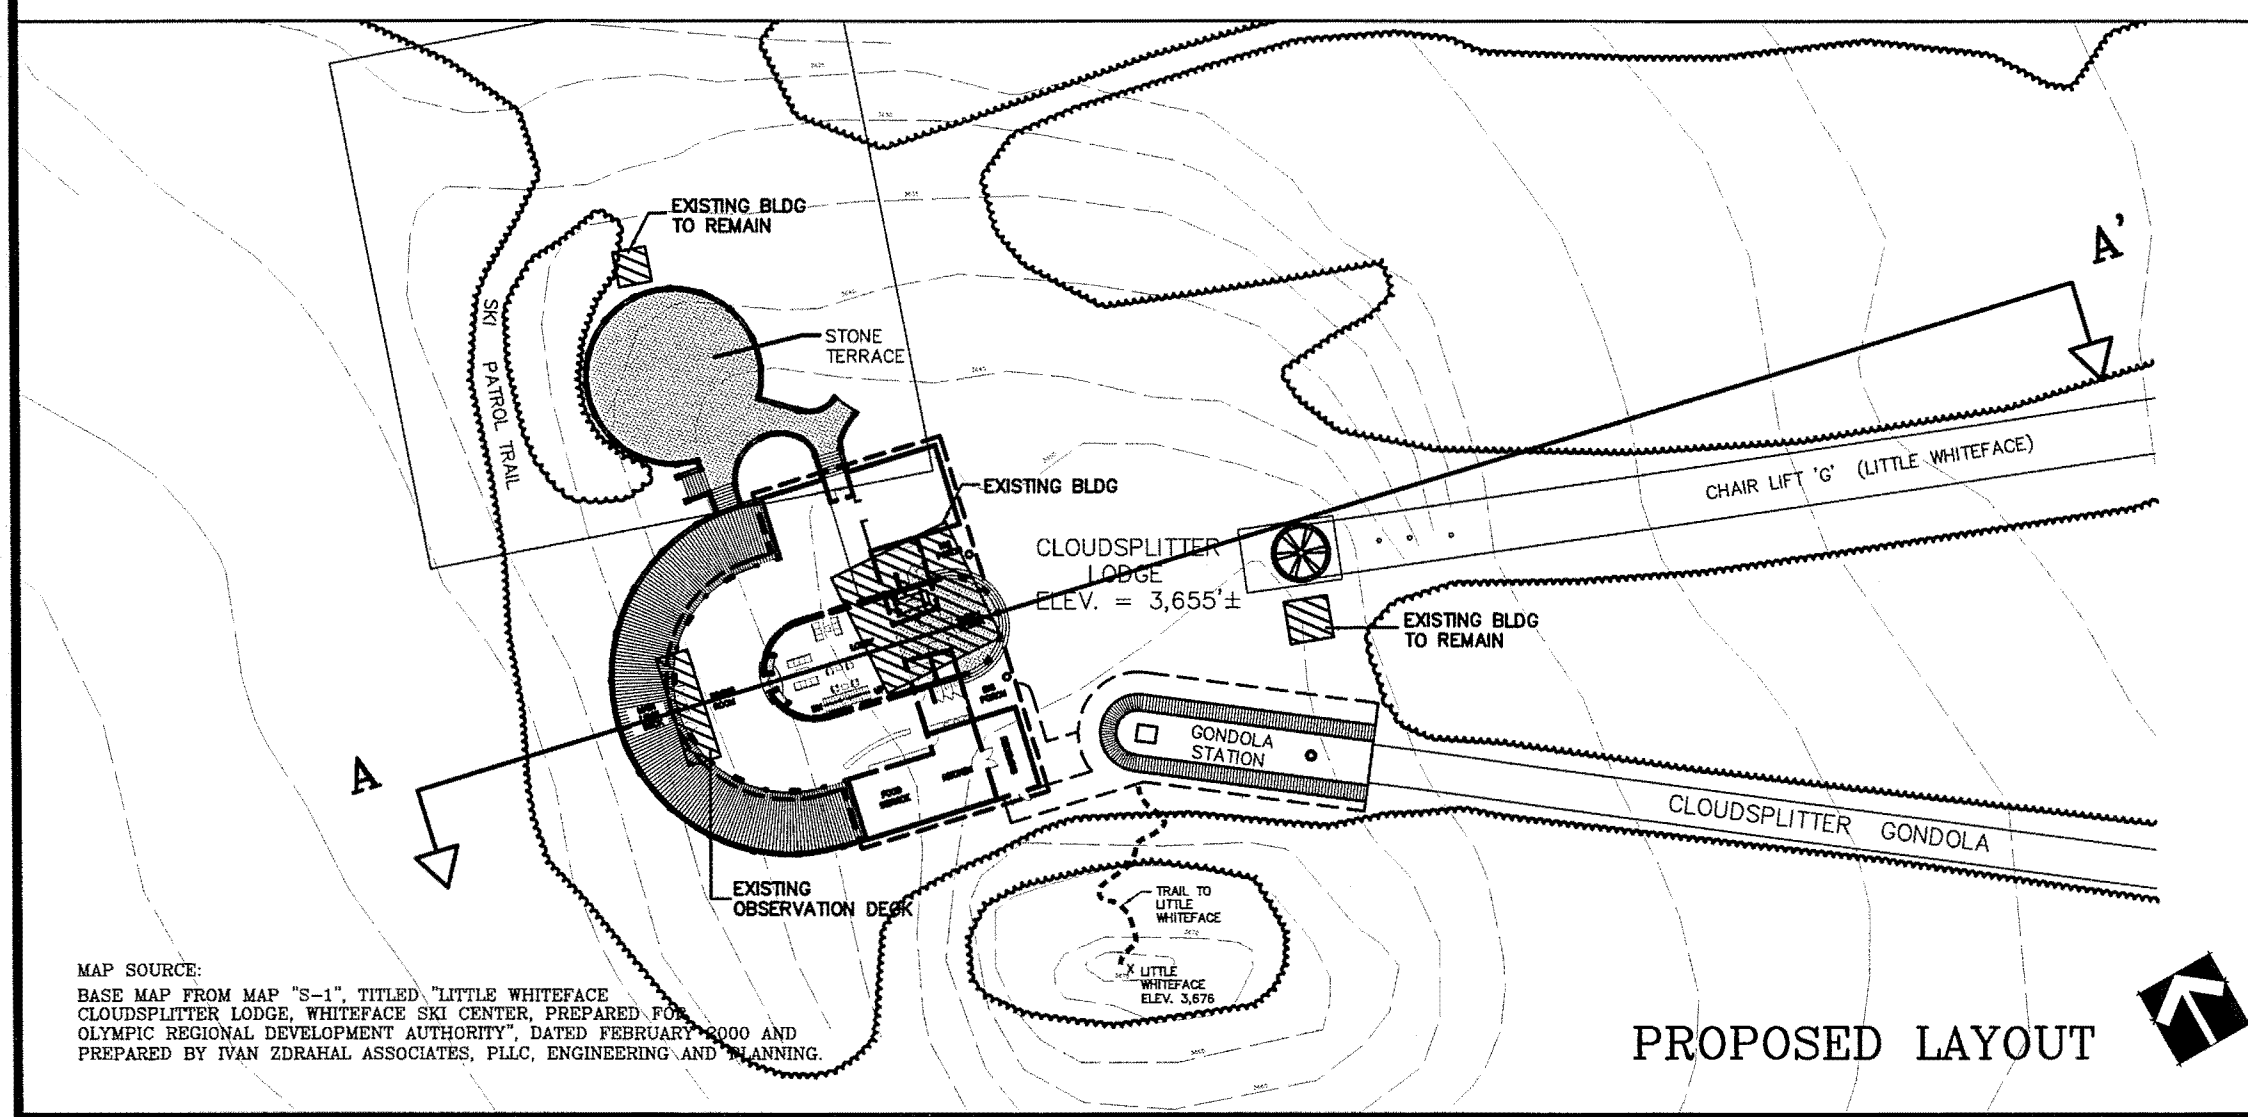 EXISTING BLDG
TO REMAIN
A'
SKI PATROL TRAIL
STONE
TERRACE
EXISTING BLDG
CHAIR LIFT 'G' (LITTLE WHITEFACE)
CLOUDSPLITTER
LODGE
ELEV. = 3,655'±
EXISTING BLDG
TO REMAIN
GONDOLA
STATION
A
CLOUDSPLITTER GONDOLA
EXISTING
OBSERVATION DECK
TRAIL TO
LITTLE
WHITEFACE
X LITTLE
WHITEFACE
ELEV. 3,676
MAP SOURCE:
BASE MAP FROM MAP "S-1", TITLED "LITTLE WHITEFACE
CLOUDSPLITTER LODGE, WHITEFACE SKI CENTER, PREPARED FOR
OLYMPIC REGIONAL DEVELOPMENT AUTHORITY", DATED FEBRUARY 2000 AND
PREPARED BY IVAN ZDRAHAL ASSOCIATES, PLLC, ENGINEERING AND PLANNING.
PROPOSED LAYOUT